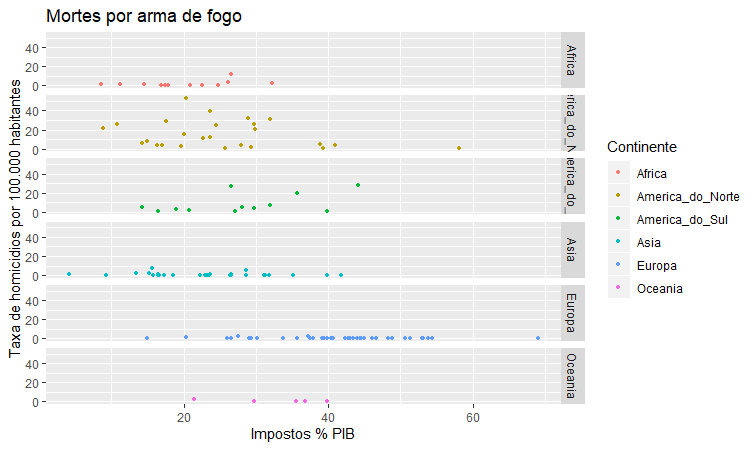 Mortes por arma de fogo
Taxa de homicidios por 100.000 habitantes
40
20
0
Africa
40
20
0
40
20
0
40
20
0
Asia
40
20
0
Europa
40
20
0
Oceania
20
40
60
Impostos % PIB
Continente
Africa
America_do_Norte
America_do_Sul
Asia
Europa
Oceania